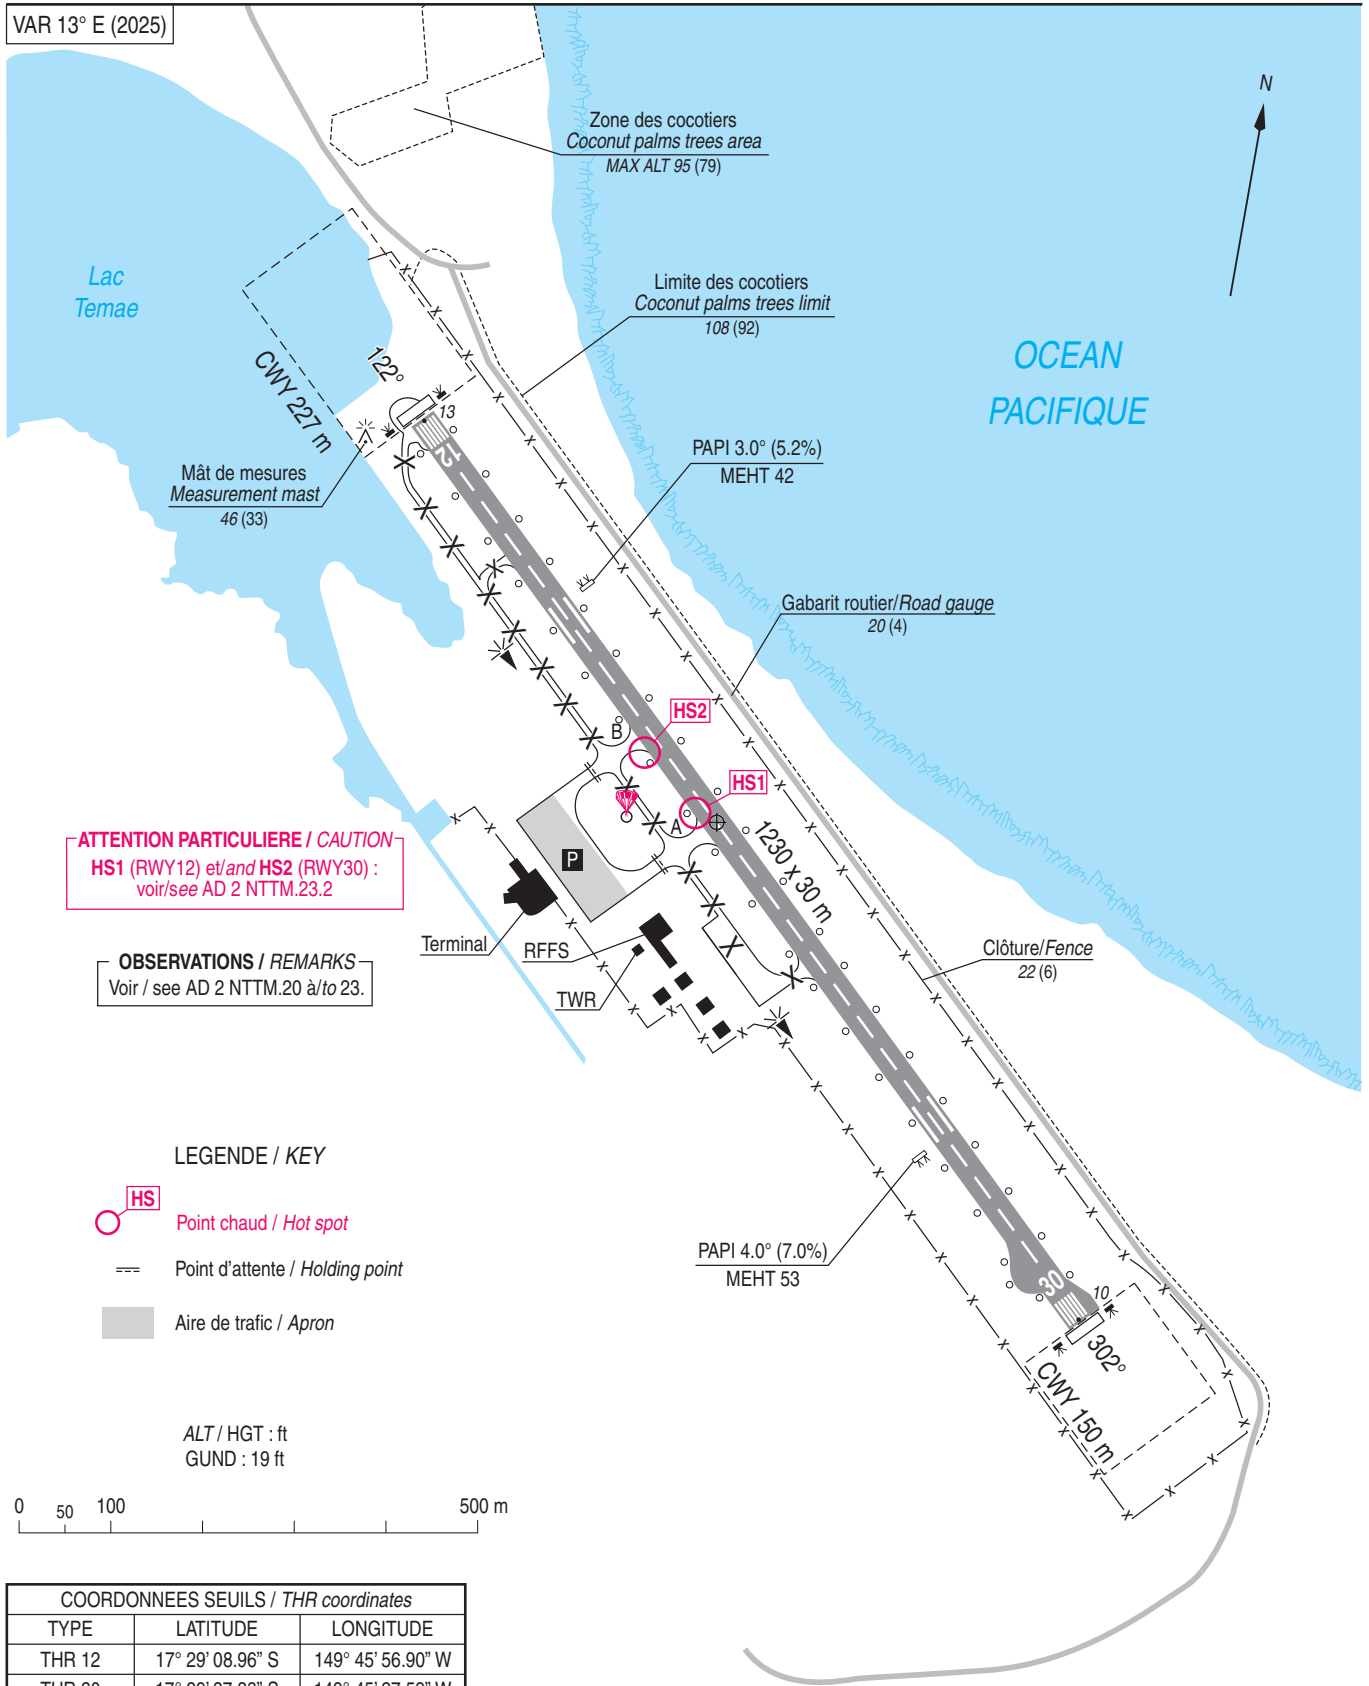 VAR 13° E (2025)
N
Zone des cocotiers
Coconut palms trees area
MAX ALT 95 (79)
Lac
Temae
Limite des cocotiers
Coconut palms trees limit
108 (92)
OCEAN
PACIFIQUE
CWY 227 m
122°
13
12
Mât de mesures
Measurement mast
46 (33)
PAPI 3.0° (5.2%)
MEHT 42
Gabarit routier/Road gauge
20 (4)
HS2
B
HS1
A
1230 x 30 m
ATTENTION PARTICULIERE / CAUTION
HS1 (RWY12) et/and HS2 (RWY30) :
voir/see AD 2 NTTM.23.2
P
Terminal
RFFS
TWR
Clôture/Fence
22 (6)
OBSERVATIONS / REMARKS
Voir / see AD 2 NTTM.20 à/to 23.
LEGENDE / KEY
HS
Point chaud / Hot spot
Point d'attente / Holding point
Aire de trafic / Apron
PAPI 4.0° (7.0%)
MEHT 53
30
10
302°
CWY 150 m
ALT / HGT : ft
GUND : 19 ft
0 50 100 500 m
COORDONNEES SEUILS / THR coordinates
TYPE LATITUDE LONGITUDE
THR 12 17° 29' 08.96" S 149° 45' 56.90" W